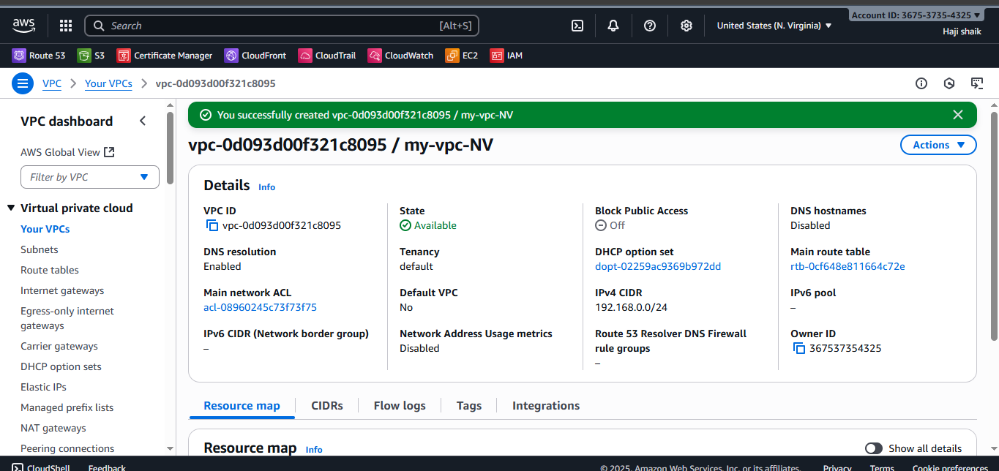 aws
Search
[Alt+S]
United States (N. Virginia)
Account ID: 3675-3735-4325
Haji shaik
Route 53
S3
Certificate Manager
CloudFront
CloudTrail
CloudWatch
EC2
IAM
VPC
Your VPCs
vpc-0d093d00f321c8095
VPC dashboard
AWS Global View
Filter by VPC
Virtual private cloud
Your VPCs
Subnets
Route tables
Internet gateways
Egress-only internet
gateways
Carrier gateways
DHCP option sets
Elastic IPs
Managed prefix lists
NAT gateways
Peering connections
You successfully created vpc-0d093d00f321c8095 / my-vpc-NV
vpc-0d093d00f321c8095 / my-vpc-NV
Actions
Details Info
VPC ID
vpc-0d093d00f321c8095
State
Available
Block Public Access
Off
DNS hostnames
Disabled
DNS resolution
Enabled
Tenancy
default
DHCP option set
dopt-02259ac9369b972dd
Main route table
rtb-0cf648e811664c72e
Main network ACL
acl-08960245c73f73f75
Default VPC
No
IPv4 CIDR
192.168.0.0/24
IPv6 pool
–
IPv6 CIDR (Network border group)
–
Network Address Usage metrics
Disabled
Route 53 Resolver DNS Firewall
rule groups
–
Owner ID
367537354325
Resource map
CIDRs
Flow logs
Tags
Integrations
Resource map Info
Show all details
CloudShell
Feedback
© 2025, Amazon Web Services, Inc. or its affiliates.
Privacy
Terms
Cookie preferences